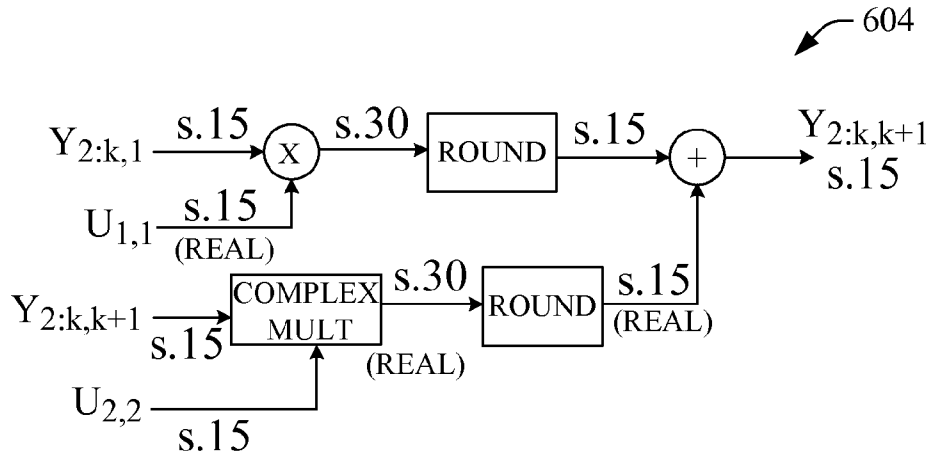 604
s.15
s.30
s.15
Y2:k,1
X
ROUND
+
Y2:k,k+1
s.15
s.15
U1,1
(REAL)
s.30
s.15
COMPLEX
MULT
ROUND
Y2:k,k+1
s.15
(REAL)
(REAL)
U2,2
s.15